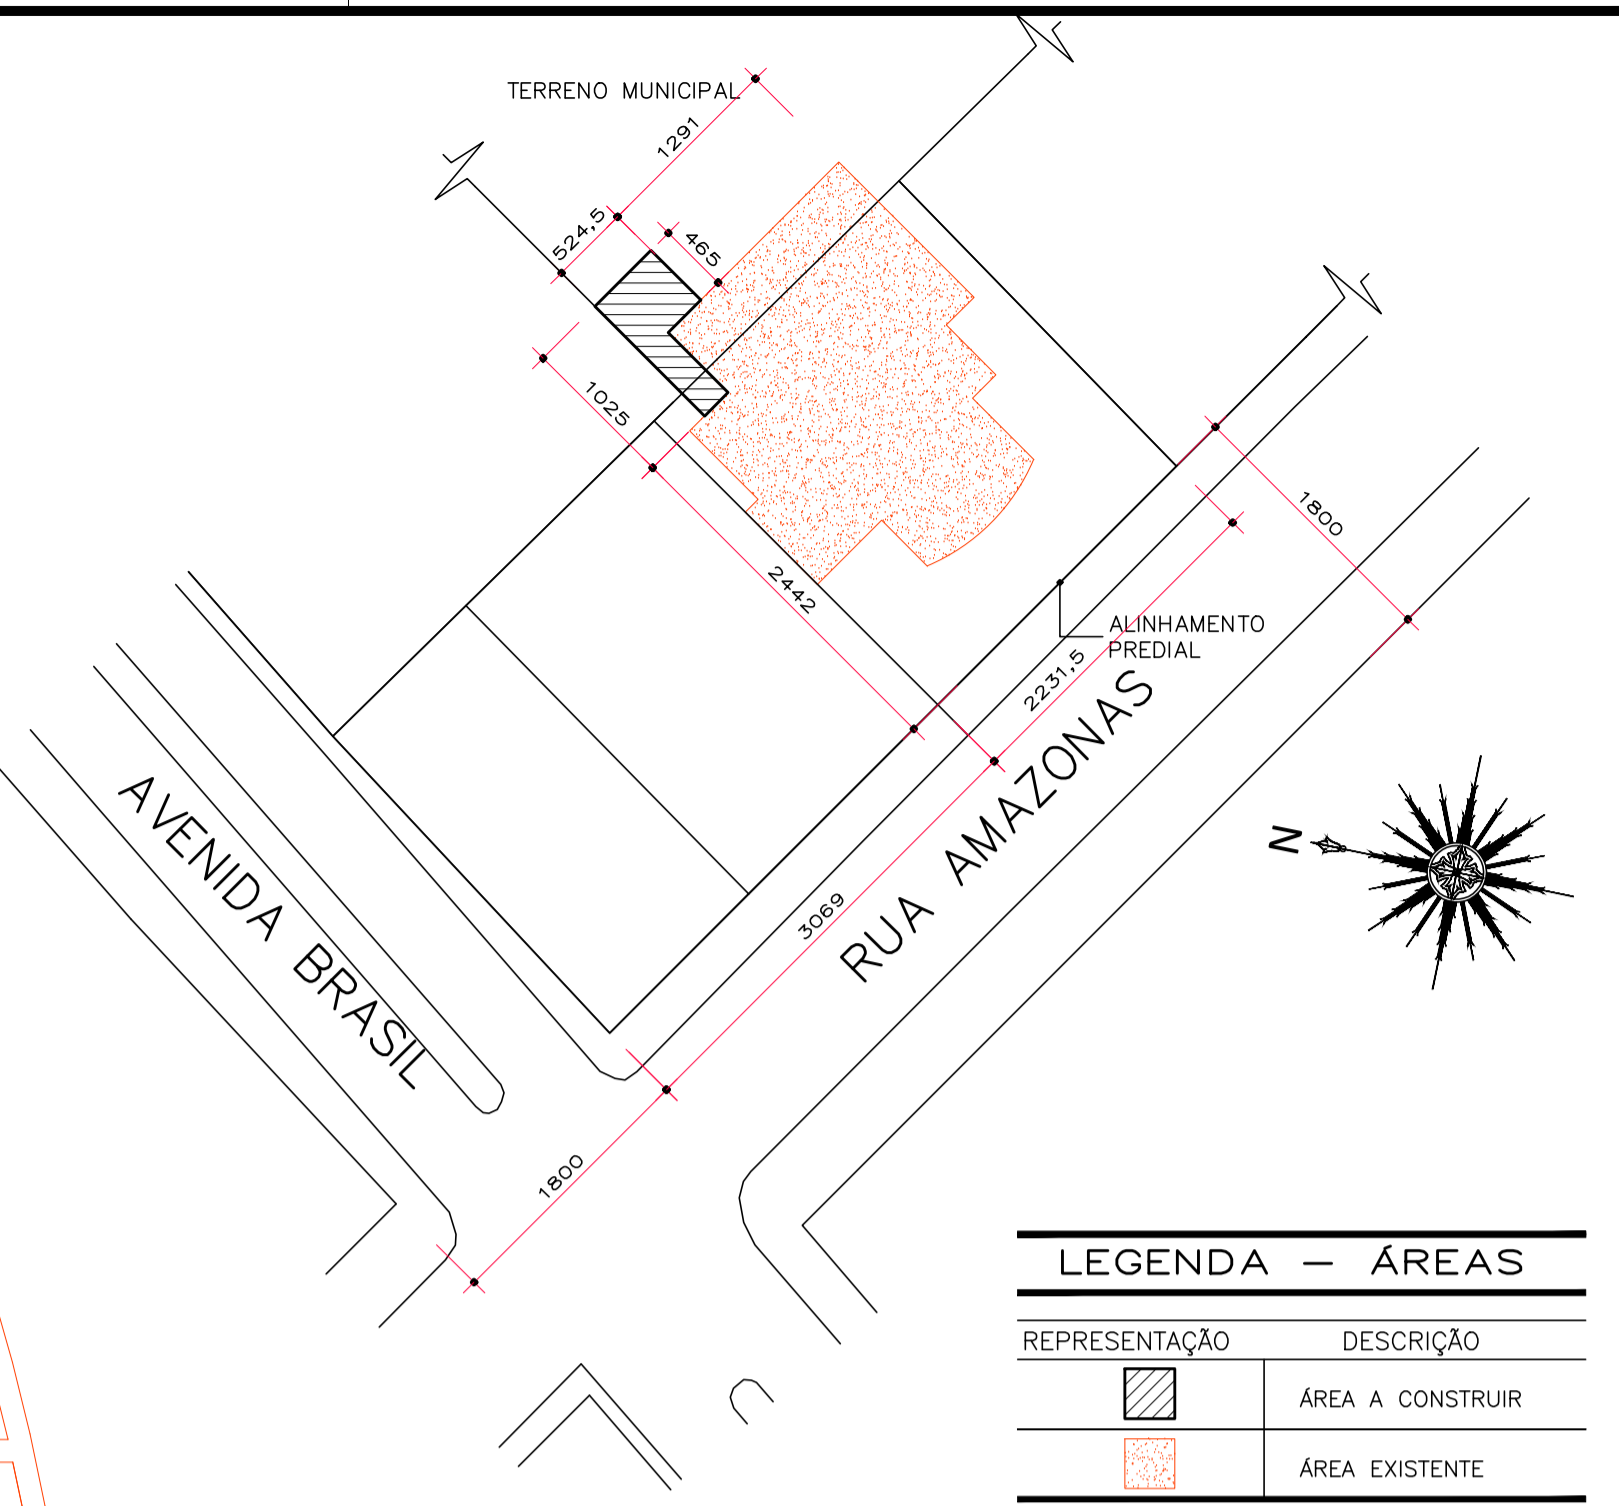 TERRENO MUNICIPAL
1291
524,5
465
1025
1800
2442
ALINHAMENTO
PREDIAL
2231,5
RUA AMAZONAS
AVENIDA BRASIL
N
3069
1800
LEGENDA – ÁREAS
REPRESENTAÇÃO DESCRIÇÃO
ÁREA A CONSTRUIR
ÁREA EXISTENTE